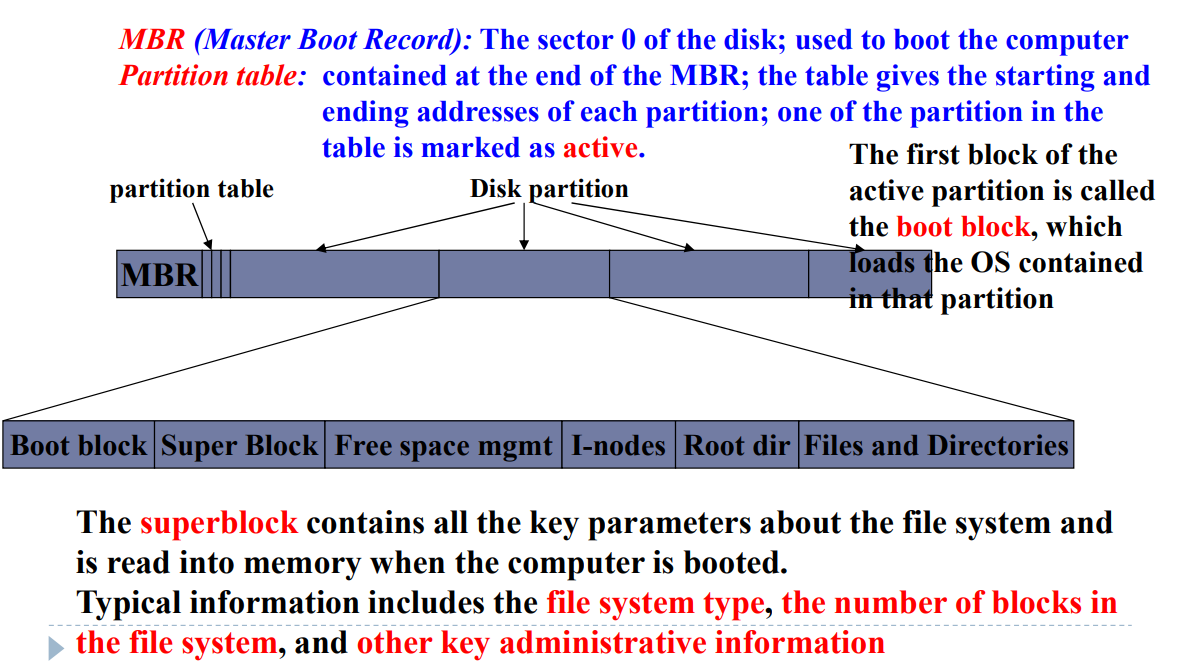 MBR (Master Boot Record): The sector 0 of the disk; used to boot the computer
Partition table: contained at the end of the MBR; the table gives the starting and
ending addresses of each partition; one of the partition in the
table is marked as active.
The first block of the
active partition is called
the boot block, which
loads the OS contained
in that partition
partition table
Disk partition
MBR
Boot block
Super Block
Free space mgmt
I-nodes
Root dir
Files and Directories
The superblock contains all the key parameters about the file system and
is read into memory when the computer is booted.
Typical information includes the file system type, the number of blocks in
the file system, and other key administrative information